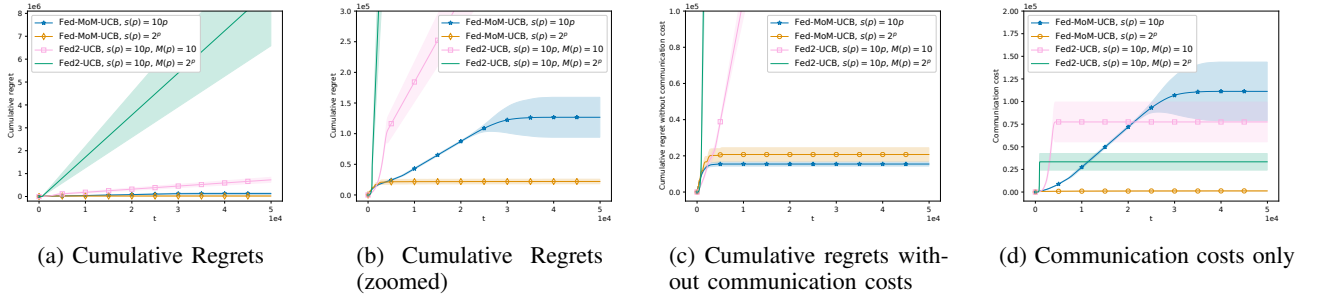 1e6
8
7
6
5
4
3
2
1
0
Cumulative regret
Fed-MoM-UCB, s(p) = 10p
Fed-MoM-UCB, s(p) = 2^p
Fed2-UCB, s(p) = 10p, M(p) = 10
Fed2-UCB, s(p) = 10p, M(p) = 2^p
0 1 2 3 4 5
t
1e4
(a) Cumulative Regrets
1e5
3.0
2.5
2.0
1.5
1.0
0.5
0.0
Cumulative regret
Fed-MoM-UCB, s(p) = 10p
Fed-MoM-UCB, s(p) = 2^p
Fed2-UCB, s(p) = 10p, M(p) = 10
Fed2-UCB, s(p) = 10p, M(p) = 2^p
0 1 2 3 4 5
t
1e4
(b) Cumulative Regrets
(zoomed)
1e5
1.0
0.8
0.6
0.4
0.2
0.0
Cumulative regret without communication cost
Fed-MoM-UCB, s(p) = 10p
Fed-MoM-UCB, s(p) = 2^p
Fed2-UCB, s(p) = 10p, M(p) = 10
Fed2-UCB, s(p) = 10p, M(p) = 2^p
0 1 2 3 4 5
t
1e4
(c) Cumulative regrets with-
out communication costs
1e5
2.00
1.75
1.50
1.25
1.00
0.75
0.50
0.25
0.00
Communication cost
Fed-MoM-UCB, s(p) = 10p
Fed-MoM-UCB, s(p) = 2^p
Fed2-UCB, s(p) = 10p, M(p) = 10
Fed2-UCB, s(p) = 10p, M(p) = 2^p
0 1 2 3 4 5
t
1e4
(d) Communication costs only